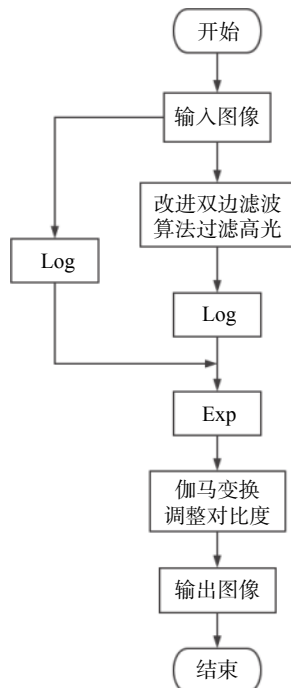 开始
输入图像
改进双边滤波
算法过滤高光
Log
Log
Exp
伽马变换
调整对比度
输出图像
结束